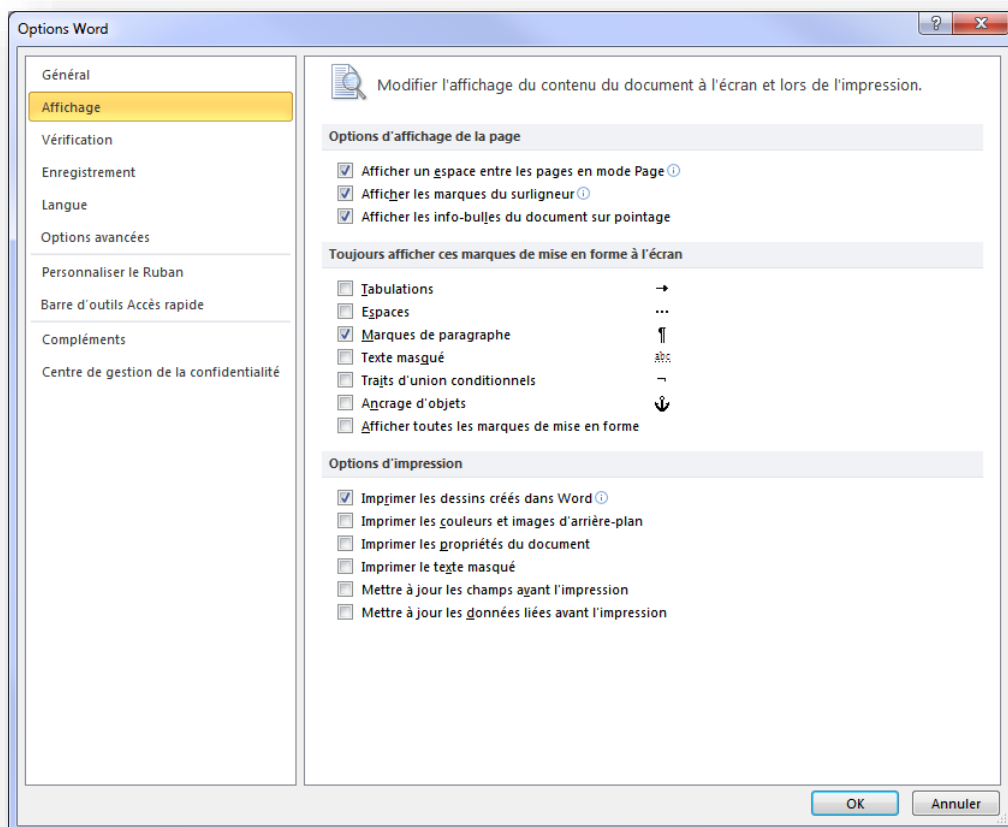 Options Word
Général
Affichage
Vérification
Enregistrement
Langue
Options avancées
Personnaliser le Ruban
Barre d'outils Accès rapide
Compléments
Centre de gestion de la confidentialité
Modifier l'affichage du contenu du document à l'écran et lors de l'impression.
Options d'affichage de la page
Afficher un espace entre les pages en mode Page
Afficher les marques du surligneur
Afficher les info-bulles du document sur pointage
Toujours afficher ces marques de mise en forme à l'écran
Tabulations →
Espaces ...
Marques de paragraphe ¶
Texte masqué abc
Traits d'union conditionnels ¬
Ancrage d'objets
Afficher toutes les marques de mise en forme
Options d'impression
Imprimer les dessins créés dans Word
Imprimer les couleurs et images d'arrière-plan
Imprimer les propriétés du document
Imprimer le texte masqué
Mettre à jour les champs avant l'impression
Mettre à jour les données liées avant l'impression
OK Annuler